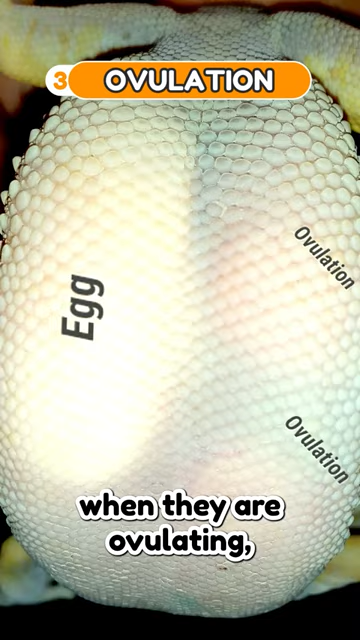 3 OVULATION
Ovulation
Egg
Ovulation
when they are
ovulating,